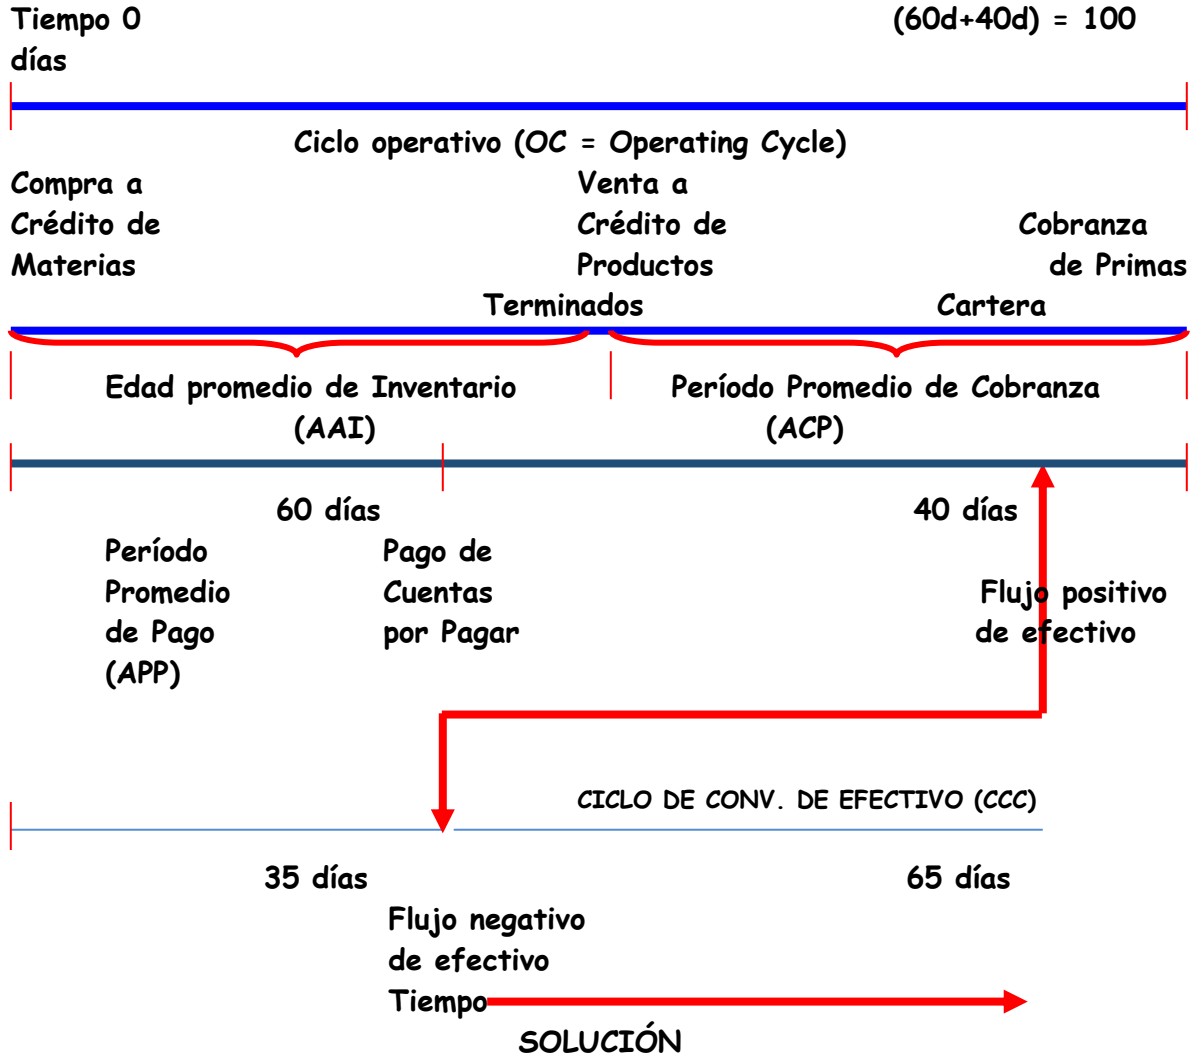 Tiempo 0 (60d+40d) = 100
días
Ciclo operativo (OC = Operating Cycle)
Compra a Venta a
Crédito de Crédito de Cobranza
Materias Productos de Primas
Terminados Cartera
Edad promedio de Inventario Período Promedio de Cobranza
(AAI) (ACP)
60 días 40 días
Período Pago de
Promedio Cuentas Flujo positivo
de Pago por Pagar de efectivo
(APP)
CICLO DE CONV. DE EFECTIVO (CCC)
35 días 65 días
Flujo negativo
de efectivo
Tiempo
SOLUCIÓN